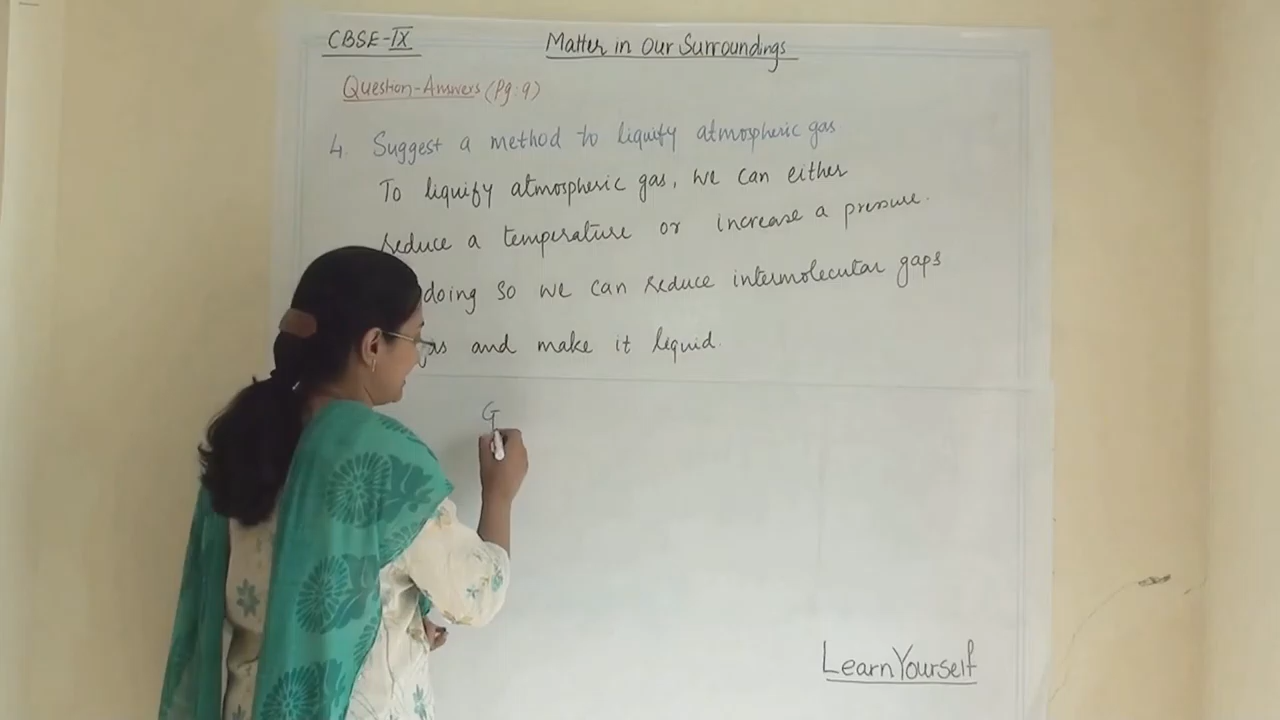 CBSE-IX
Matter in Our Surroundings
Question-Answers (Pg: 9)
4. Suggest a method to liquify atmospheric gas
To liquify atmospheric gas, we can either
reduce a temperature or increase a pressure.
doing so we can reduce intermolecular gaps
gas and make it liquid.
G
LearnYourself